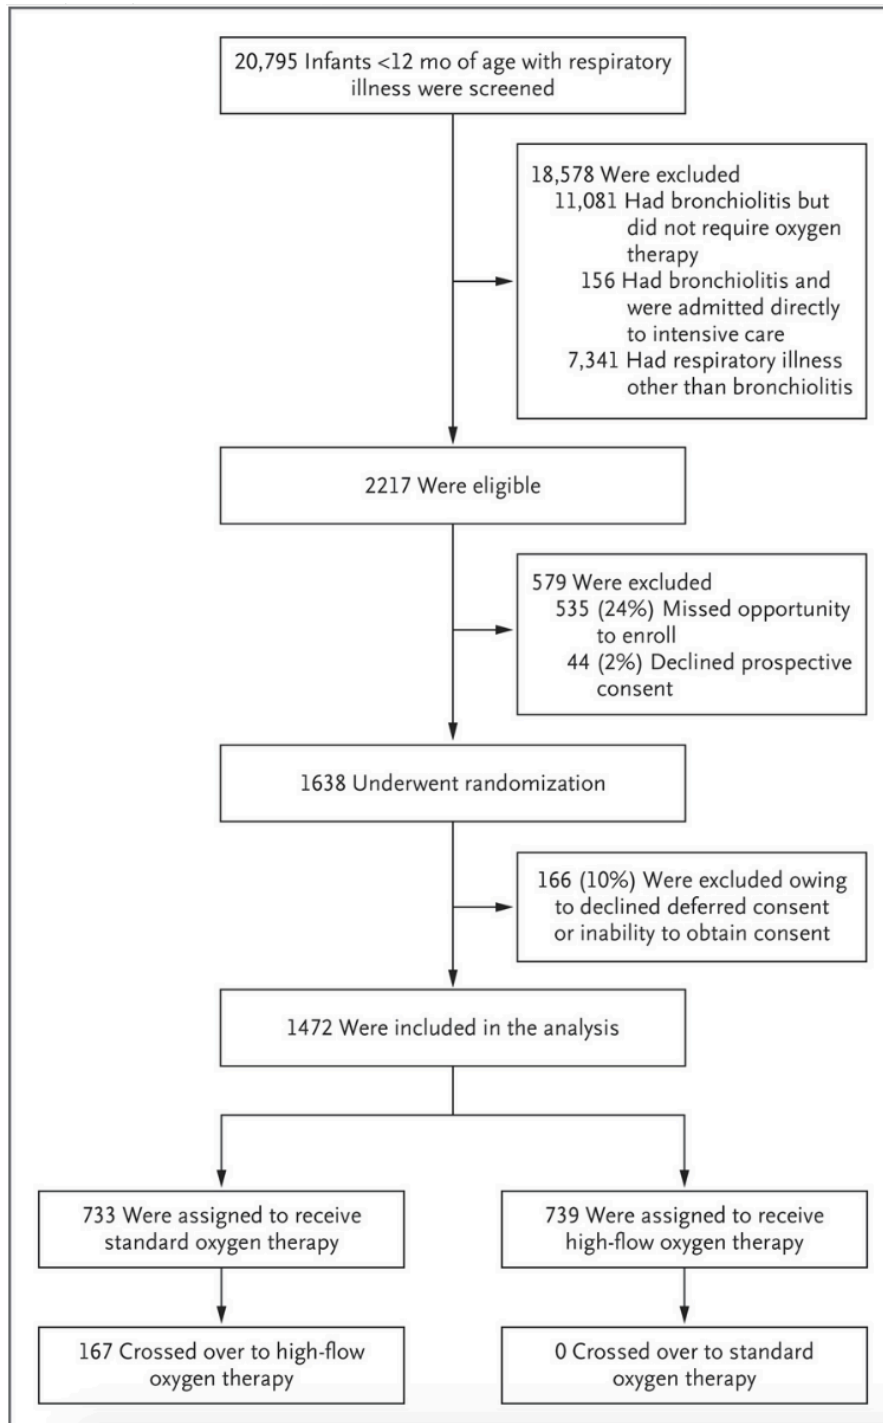 20,795 Infants <12 mo of age with respiratory
illness were screened
18,578 Were excluded
11,081 Had bronchiolitis but
did not require oxygen
therapy
156 Had bronchiolitis and
were admitted directly
to intensive care
7,341 Had respiratory illness
other than bronchiolitis
2217 Were eligible
579 Were excluded
535 (24%) Missed opportunity
to enroll
44 (2%) Declined prospective
consent
1638 Underwent randomization
166 (10%) Were excluded owing
to declined deferred consent
or inability to obtain consent
1472 Were included in the analysis
733 Were assigned to receive
standard oxygen therapy
739 Were assigned to receive
high-flow oxygen therapy
167 Crossed over to high-flow
oxygen therapy
0 Crossed over to standard
oxygen therapy